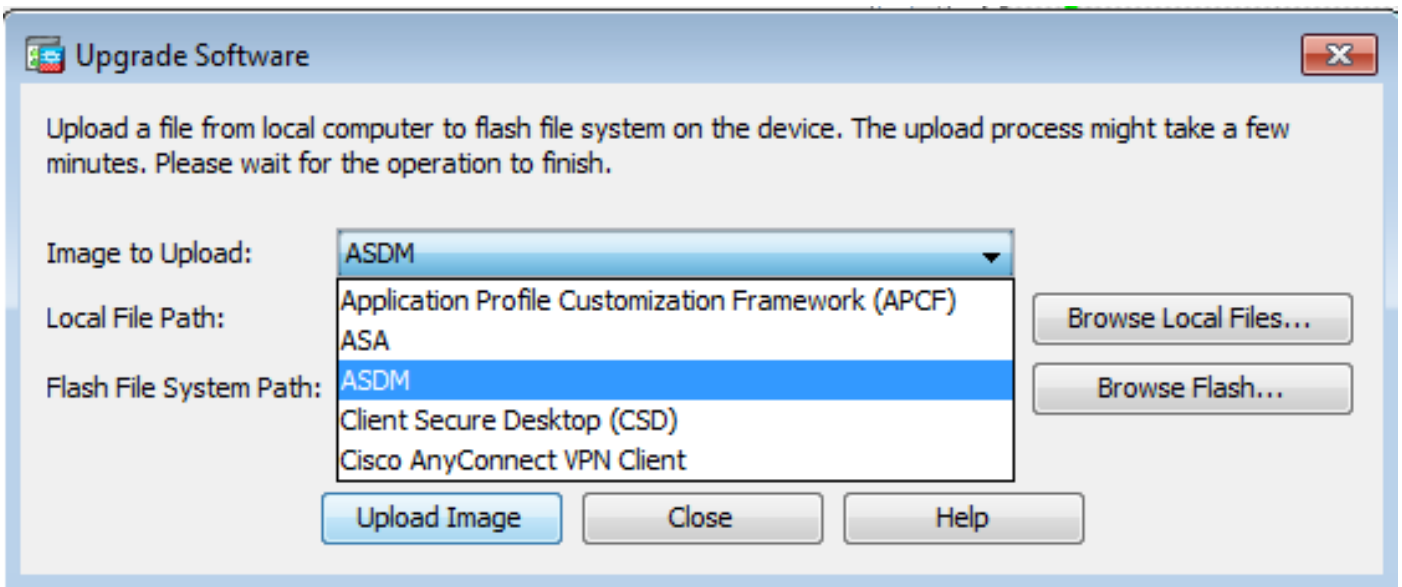 Upgrade Software
Upload a file from local computer to flash file system on the device. The upload process might take a few
minutes. Please wait for the operation to finish.
Image to Upload:
ASDM
Application Profile Customization Framework (APCF)
Local File Path:
Browse Local Files...
ASA
ASDM
Flash File System Path:
Browse Flash...
Client Secure Desktop (CSD)
Cisco AnyConnect VPN Client
Upload Image
Close
Help